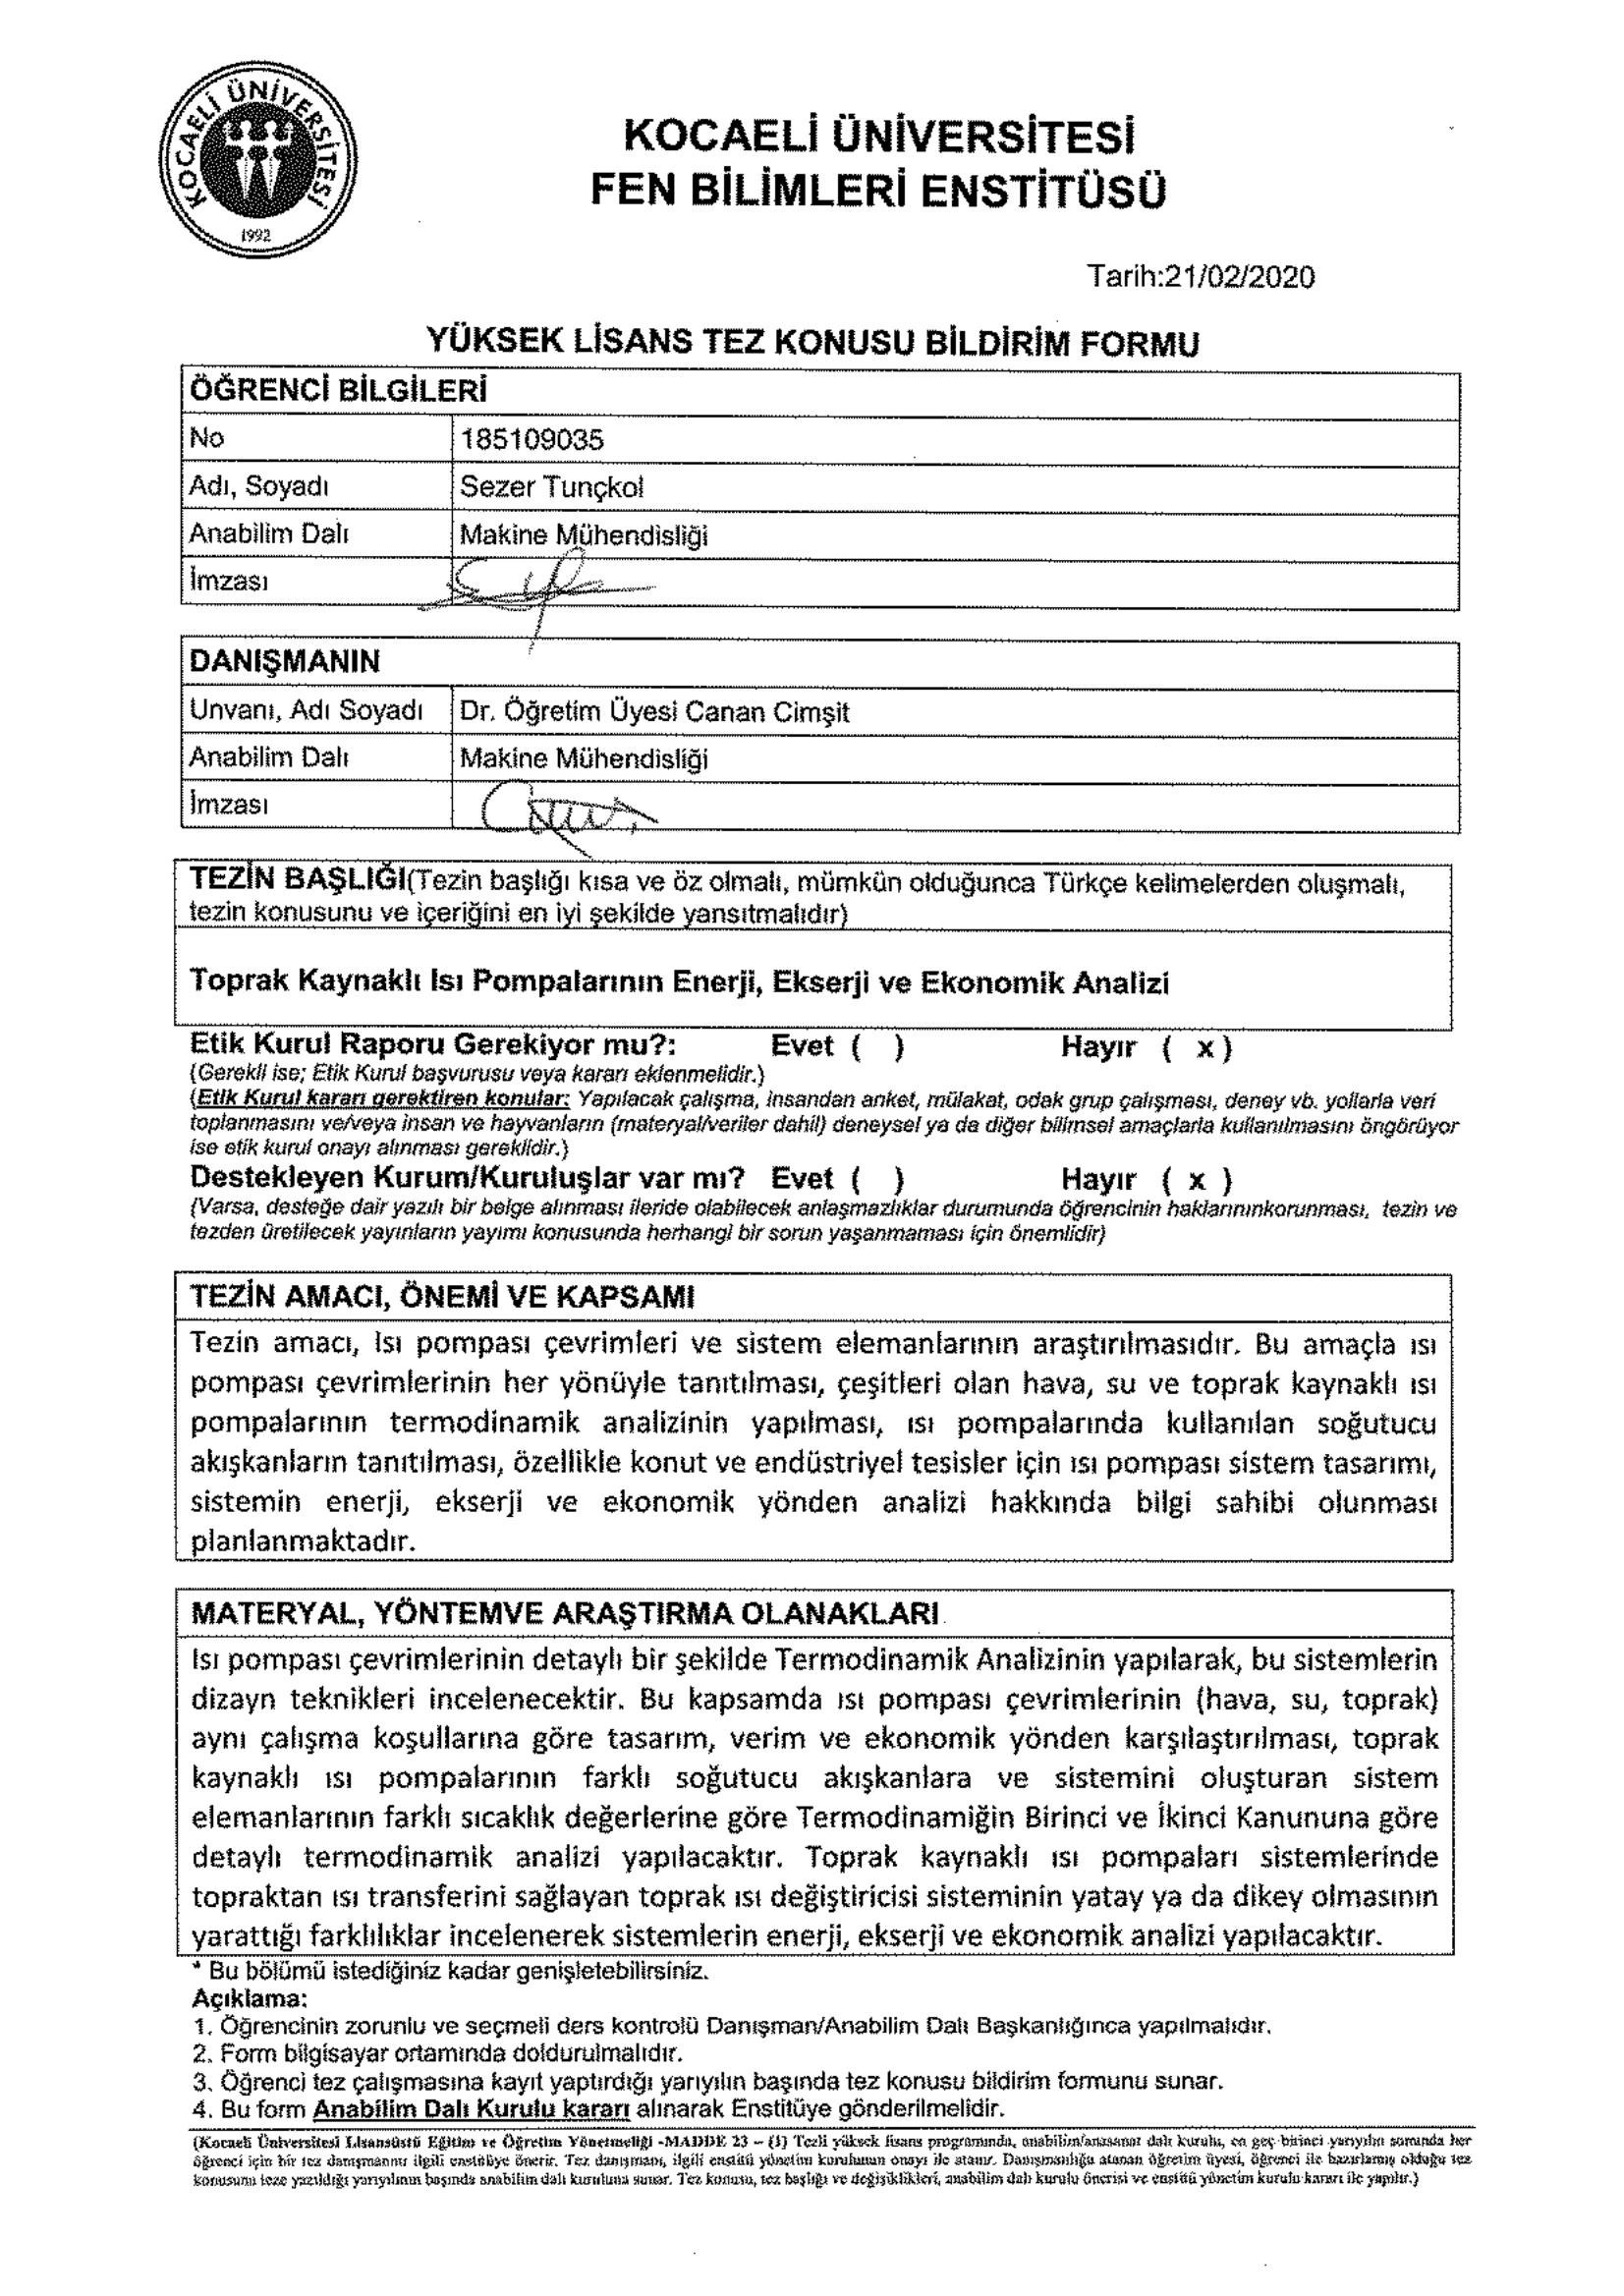 KOCAELİ ÜNİVERSİTESİ
1992
KOCAELİ ÜNİVERSİTESİ
FEN BİLİMLERİ ENSTİTÜSÜ
Tarih:21/02/2020
YÜKSEK LİSANS TEZ KONUSU BİLDİRİM FORMU
ÖĞRENCİ BİLGİLERİ
No 185109035
Adı, Soyadı Sezer Tunçkol
Anabilim Dalı Makine Mühendisliği
İmzası
DANIŞMANIN
Unvanı, Adı Soyadı Dr. Öğretim Üyesi Canan Cimşit
Anabilim Dalı Makine Mühendisliği
İmzası
TEZİN BAŞLIĞI(Tezin başlığı kısa ve öz olmalı, mümkün olduğunca Türkçe kelimelerden oluşmalı,
tezin konusunu ve içeriğini en iyi şekilde yansıtmalıdır)
Toprak Kaynaklı Isı Pompalarının Enerji, Ekserji ve Ekonomik Analizi
Etik Kurul Raporu Gerekiyor mu?: Evet ( ) Hayır ( x )
(Gerekli ise; Etik Kurul başvurusu veya kararı eklenmelidir.)
(Etik Kurul kararı gerektiren konular: Yapılacak çalışma, insandan anket, mülakat, odak grup çalışması, deney vb. yollarla veri
toplanmasını ve/veya insan ve hayvanların (materyal/veriler dahil) deneysel ya da diğer bilimsel amaçlarla kullanılmasını öngörüyor
ise etik kurul onayı alınması gereklidir.)
Destekleyen Kurum/Kuruluşlar var mı? Evet ( ) Hayır ( x )
(Varsa, desteğe dair yazılı bir belge alınması ileride olabilecek anlaşmazlıklar durumunda öğrencinin haklarınınkorunması, tezin ve
tezden üretilecek yayınların yayımı konusunda herhangi bir sorun yaşanmaması için önemlidir)
TEZİN AMACI, ÖNEMİ VE KAPSAMI
Tezin amacı, Isı pompası çevrimleri ve sistem elemanlarının araştırılmasıdır. Bu amaçla ısı
pompası çevrimlerinin her yönüyle tanıtılması, çeşitleri olan hava, su ve toprak kaynaklı ısı
pompalarının termodinamik analizinin yapılması, ısı pompalarında kullanılan soğutucu
akışkanların tanıtılması, özellikle konut ve endüstriyel tesisler için ısı pompası sistem tasarımı,
sistemin enerji, ekserji ve ekonomik yönden analizi hakkında bilgi sahibi olunması
planlanmaktadır.
MATERYAL, YÖNTEMVE ARAŞTIRMA OLANAKLARI
Isı pompası çevrimlerinin detaylı bir şekilde Termodinamik Analizinin yapılarak, bu sistemlerin
dizayn teknikleri incelenecektir. Bu kapsamda ısı pompası çevrimlerinin (hava, su, toprak)
aynı çalışma koşullarına göre tasarım, verim ve ekonomik yönden karşılaştırılması, toprak
kaynaklı ısı pompalarının farklı soğutucu akışkanlara ve sistemini oluşturan sistem
elemanlarının farklı sıcaklık değerlerine göre Termodinamiğin Birinci ve İkinci Kanununa göre
detaylı termodinamik analizi yapılacaktır. Toprak kaynaklı ısı pompaları sistemlerinde
topraktan ısı transferini sağlayan toprak ısı değiştiricisi sisteminin yatay ya da dikey olmasının
yarattığı farklılıklar incelenerek sistemlerin enerji, ekserji ve ekonomik analizi yapılacaktır.
* Bu bölümü istediğiniz kadar genişletebilirsiniz.
Açıklama:
1. Öğrencinin zorunlu ve seçmeli ders kontrolü Danışman/Anabilim Dalı Başkanlığınca yapılmalıdır.
2. Form bilgisayar ortamında doldurulmalıdır.
3. Öğrenci tez çalışmasına kayıt yaptırdığı yarıyılın başında tez konusu bildirim formunu sunar.
4. Bu form Anabilim Dalı Kurulu kararı alınarak Enstitüye gönderilmelidir.
(Kocaeli Üniversitesi Lisansüstü Eğitim ve Öğretim Yönetmeliği -MADDE 23 – (1) Tezli yüksek lisans programında, anabilim/anasanat dalı kurulu, en geç birinci yarıyılın sonunda her
öğrenci için bir tez danışmanını ilgili enstitüye önerir. Tez danışmanı, ilgili enstitü yönetim kurulunun onayı ile atanır. Danışmanlığa atanan öğretim üyesi, öğrenci ile hazırlamış olduğu tez
konusunu teze yazıldığı yarıyılının başında anabilim dalı kuruluna sunar. Tez konusu, tez başlığı ve değişiklikleri, anabilim dalı kurulu önerisi ve enstitü yönetim kurulu kararı ile yapılır.)